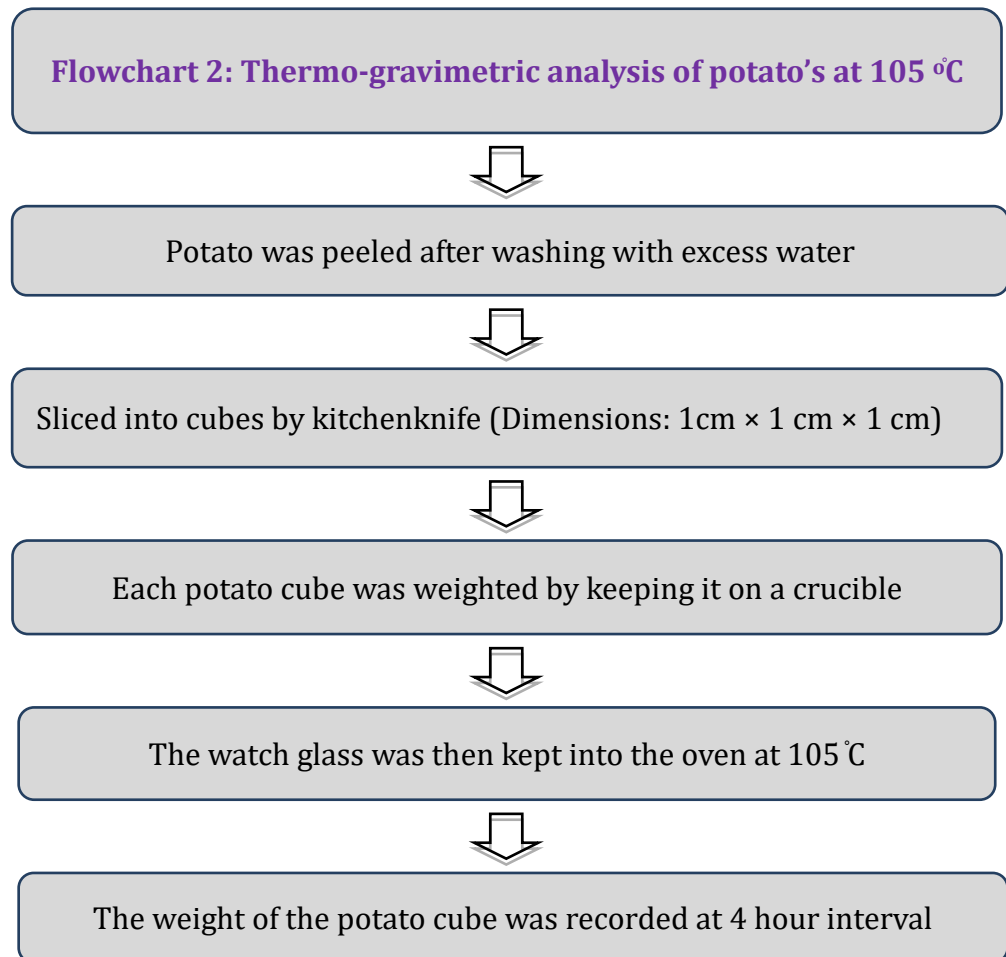 Flowchart 2: Thermo-gravimetric analysis of potato's at 105 °C
Potato was peeled after washing with excess water
Sliced into cubes by kitchenknife (Dimensions: 1cm × 1 cm × 1 cm)
Each potato cube was weighted by keeping it on a crucible
The watch glass was then kept into the oven at 105 °C
The weight of the potato cube was recorded at 4 hour interval